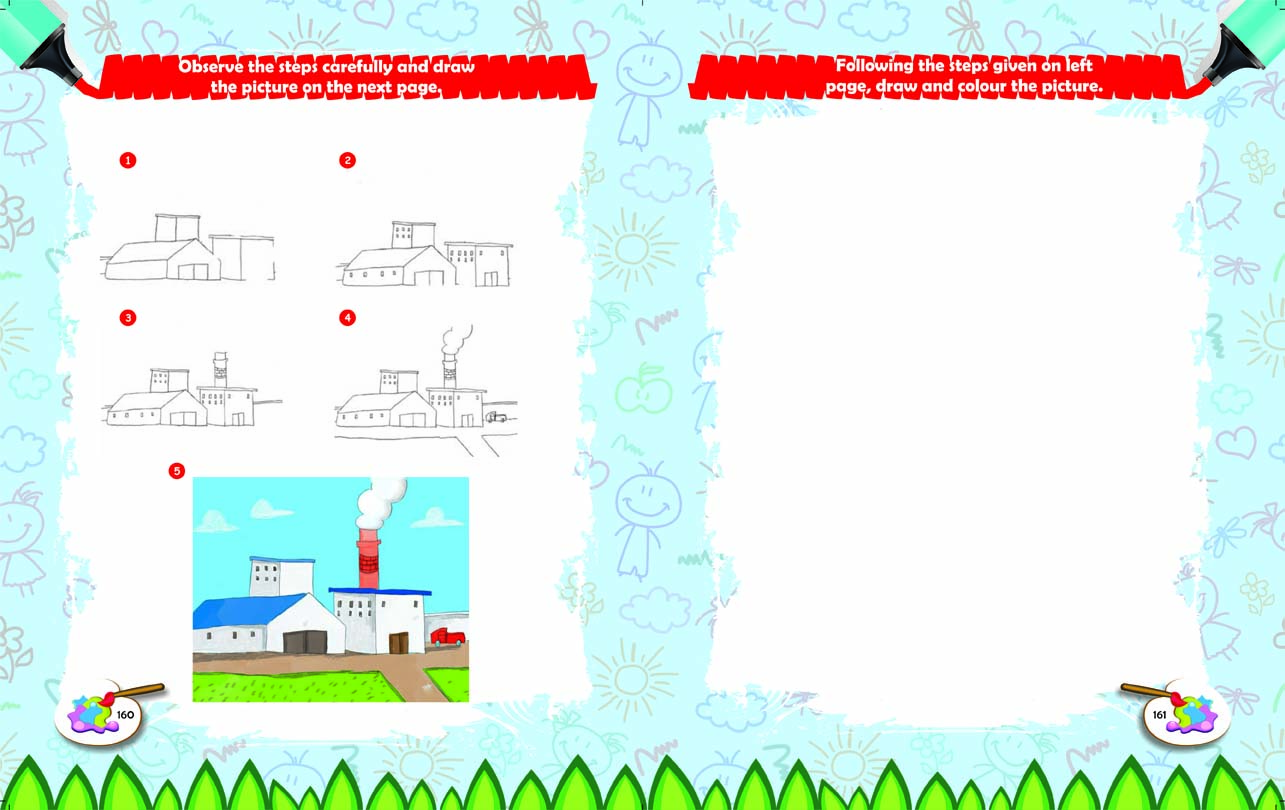 Observe the steps carefully and draw
the picture on the next page.
1
2
3
4
5
160
Following the steps given on left
page, draw and colour the picture.
161